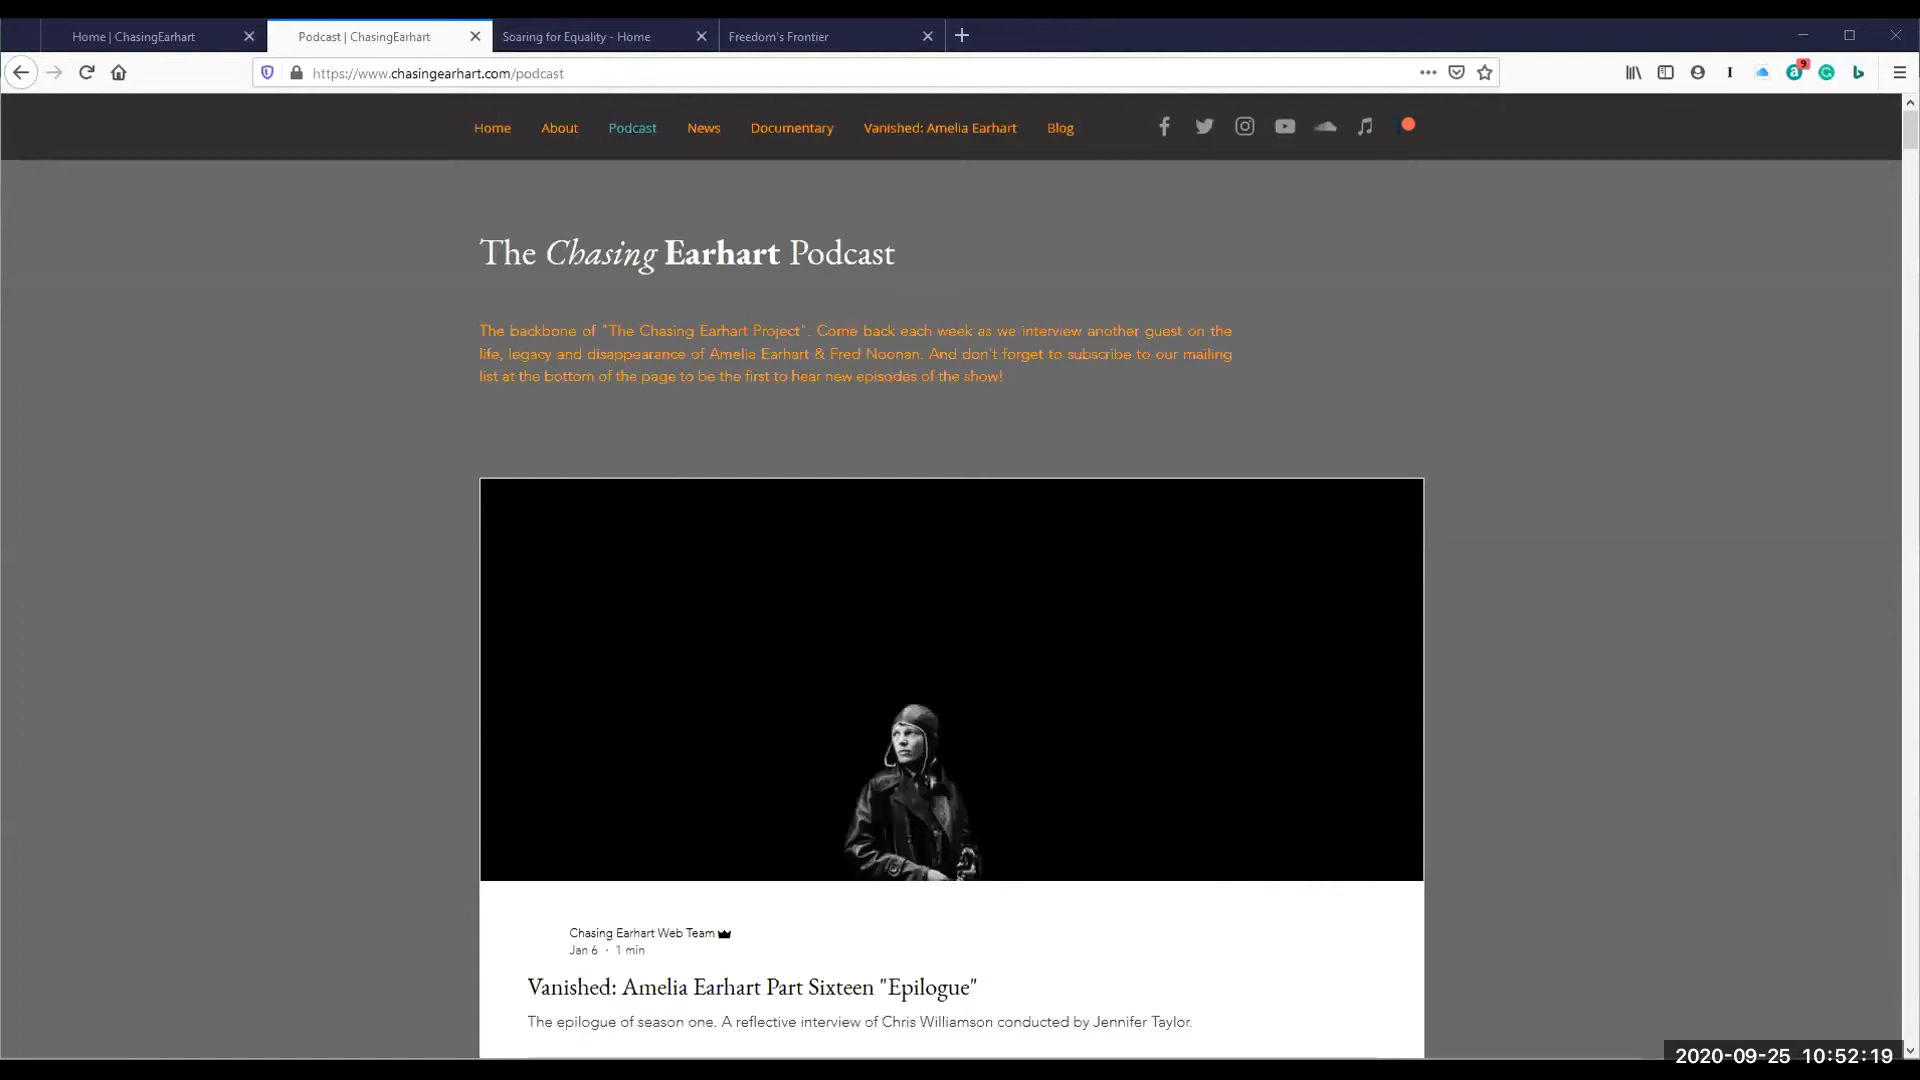 Home | ChasingEarhart
Podcast | ChasingEarhart
Soaring for Equality - Home
Freedom's Frontier
https://www.chasingearhart.com/podcast
9
Home About Podcast News Documentary Vanished: Amelia Earhart Blog
The Chasing Earhart Podcast
The backbone of "The Chasing Earhart Project". Come back each week as we interview another guest on the
life, legacy and disappearance of Amelia Earhart & Fred Noonan. And don't forget to subscribe to our mailing
list at the bottom of the page to be the first to hear new episodes of the show!
Chasing Earhart Web Team
Jan 6 · 1 min
Vanished: Amelia Earhart Part Sixteen "Epilogue"
The epilogue of season one. A reflective interview of Chris Williamson conducted by Jennifer Taylor.
2020-09-25 10:52:19